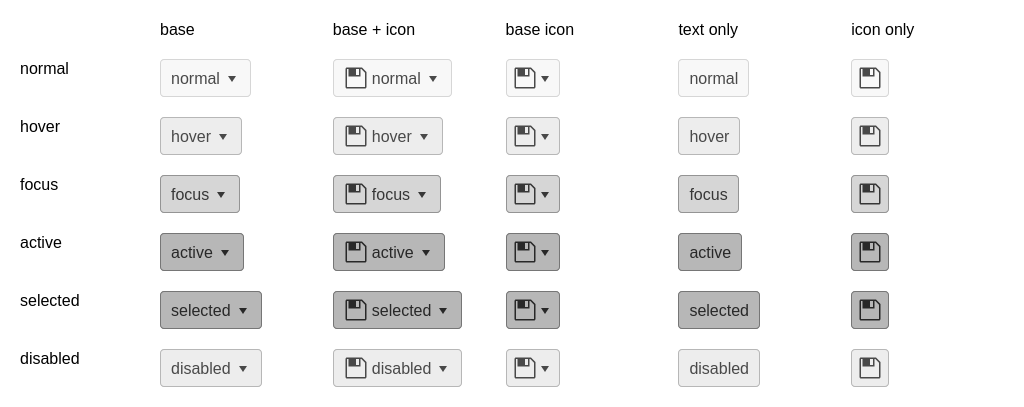 base base + icon base icon text only icon only
normal normal normal normal
hover hover hover hover
focus focus focus focus
active active active active
selected selected selected selected
disabled disabled disabled disabled